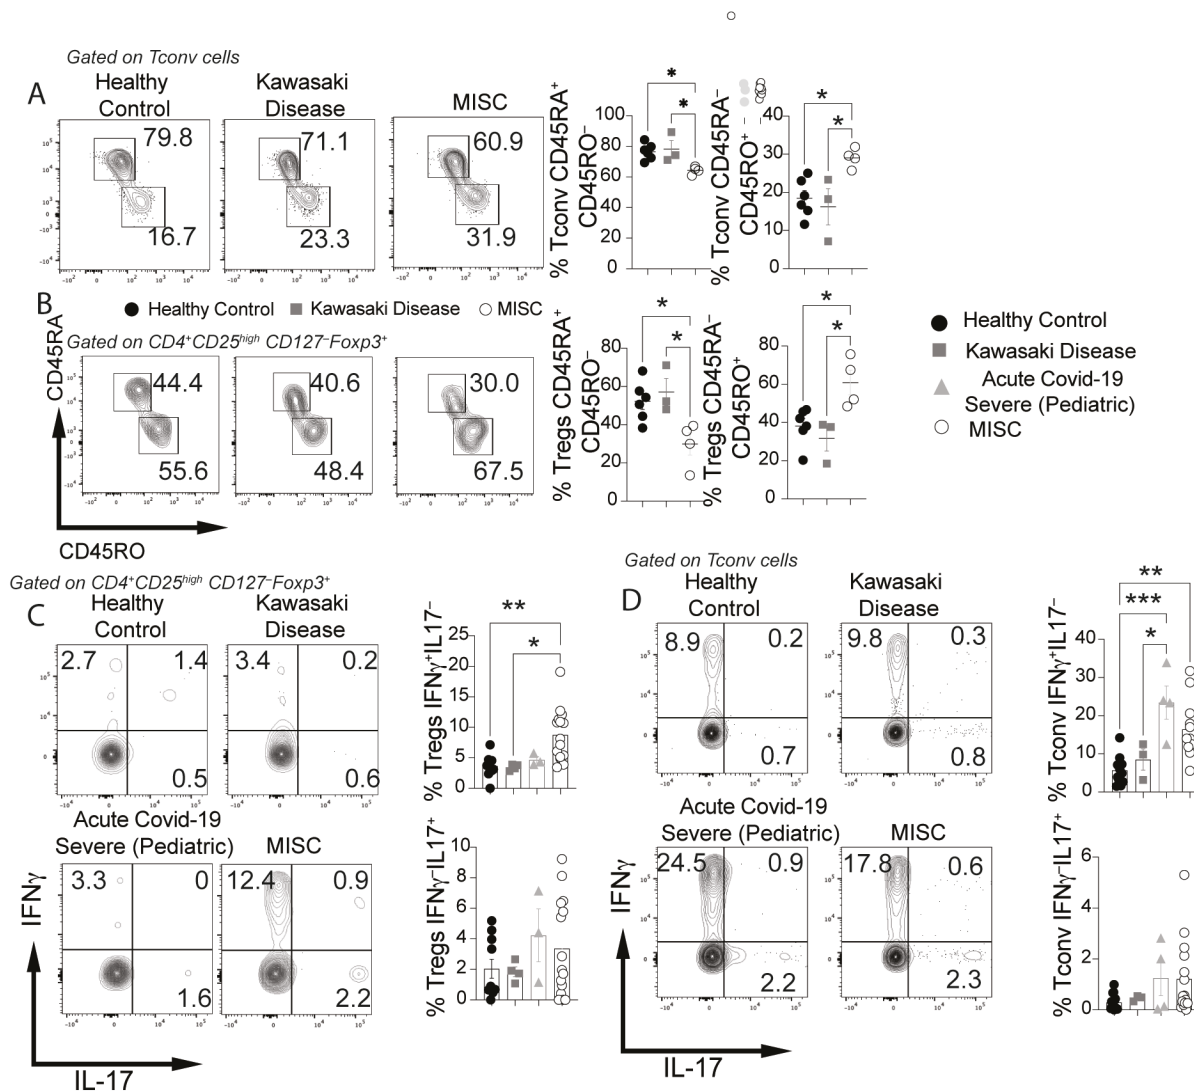 Gated on Tconv cells
A
Healthy
Control
Kawasaki
Disease
MISC
79.8
16.7
71.1
23.3
60.9
31.9
% Tconv CD45RA⁺
CD45RO⁻
100
80
60
40
20
0
*
*
% Tconv CD45RA⁻
CD45RO⁺
40
30
20
10
0
*
*
B
Healthy Control
Kawasaki Disease
MISC
Gated on CD4⁺CD25ʰⁱᵍʰ CD127⁻Foxp3⁺
CD45RA
CD45RO
44.4
55.6
40.6
48.4
30.0
67.5
% Tregs CD45RA⁺
CD45RO⁻
80
60
40
20
0
*
*
% Tregs CD45RA⁻
CD45RO⁺
80
60
40
20
0
*
*
Healthy Control
Kawasaki Disease
Acute Covid-19
Severe (Pediatric)
MISC
Gated on CD4⁺CD25ʰⁱᵍʰ CD127⁻Foxp3⁺
C
Healthy
Control
Kawasaki
Disease
2.7
1.4
0.5
3.4
0.2
0.6
Acute Covid-19
Severe (Pediatric)
MISC
3.3
0
1.6
12.4
0.9
2.2
IFNγ
IL-17
% Tregs IFNγ⁺IL17⁻
25
20
15
10
5
0
**
*
% Tregs IFNγ⁻IL17⁺
10
8
6
4
2
0
Gated on Tconv cells
D
Healthy
Control
Kawasaki
Disease
8.9
0.2
0.7
9.8
0.3
0.8
Acute Covid-19
Severe (Pediatric)
MISC
24.5
0.9
2.2
17.8
0.6
2.3
IFNγ
IL-17
% Tconv IFNγ⁺IL17⁻
40
30
20
10
0
**
***
*
% Tconv IFNγ⁻IL17⁺
6
4
2
0